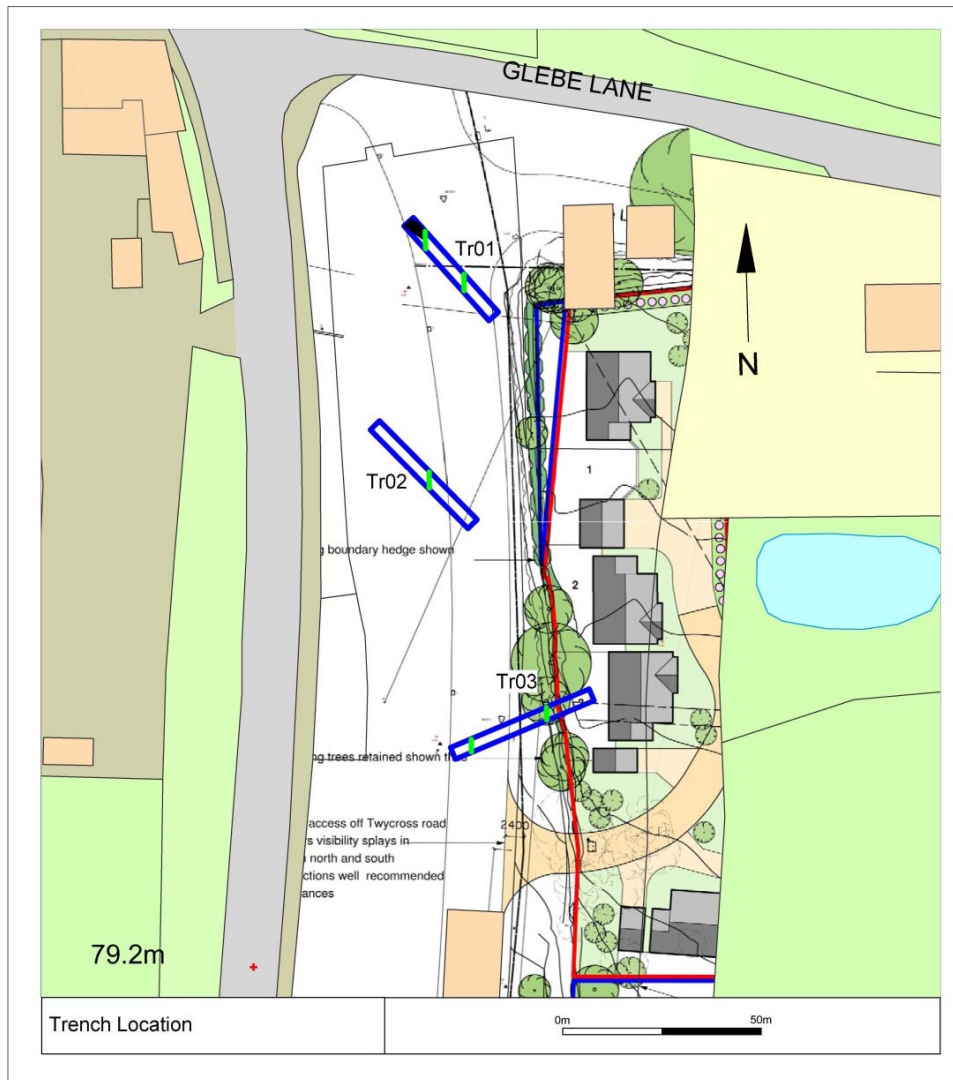 GLEBE LANE
Tr01
N
1
Tr02
g boundary hedge shown
2
Tr03
ng trees retained shown
access off Twycross road
2400
rs visibility splays in
north and south
ctions well recommended
ances
79.2m
Trench Location
0m
50m